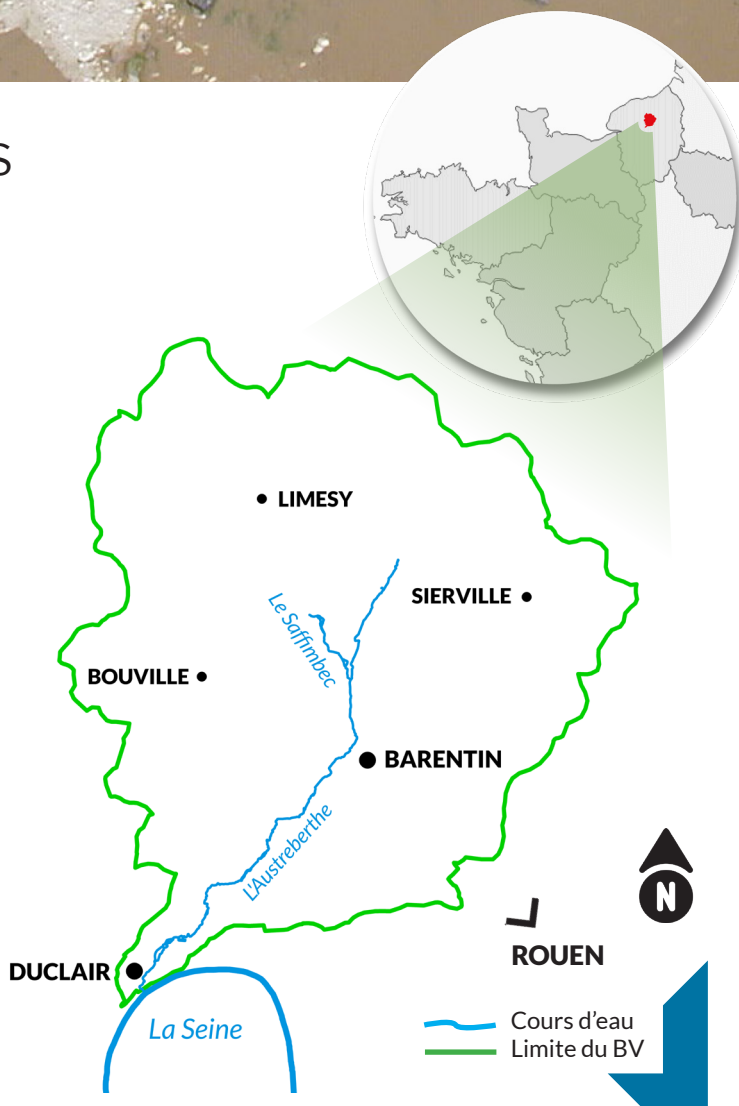 S
LIMESY
SIERVILLE
Le Saffimbec
BOUVILLE
BARENTIN
L'Austreberthe
N
ROUEN
DUCLAIR
La Seine
Cours d'eau
Limite du BV